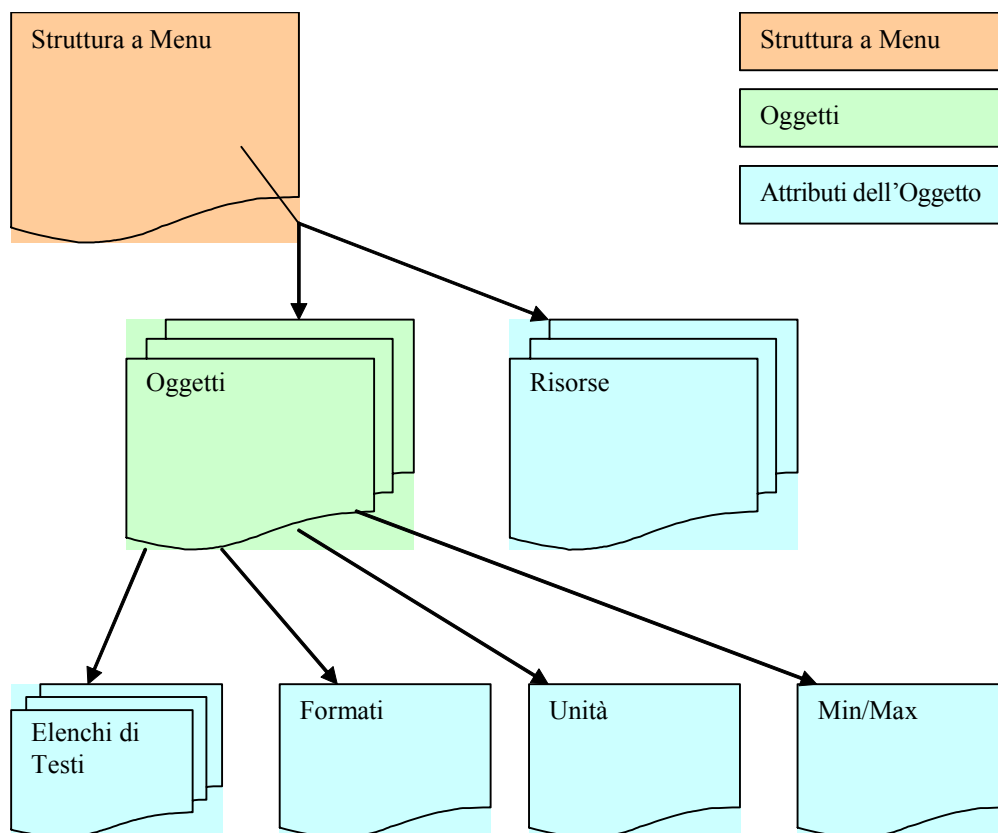 Struttura a Menu
Struttura a Menu
Oggetti
Attributi dell’Oggetto
Oggetti
Risorse
Elenchi di
Testi
Formati
Unità
Min/Max